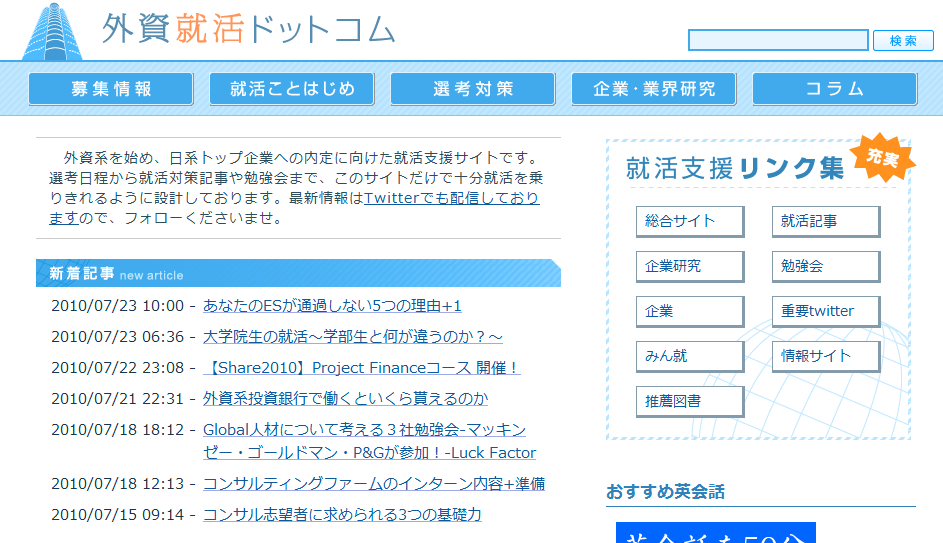 外資就活ドットコム
検索
募集情報
就活ことはじめ
選考対策
企業・業界研究
コラム
外資系を始め、日系トップ企業への内定に向けた就活支援サイトです。
選考日程から就活対策記事や勉強会まで、このサイトだけで十分就活を乗
りきれるように設計しております。最新情報はTwitterでも配信しており
ますので、フォローくださいませ。
新着記事 new article
2010/07/23 10:00 - あなたのESが通過しない5つの理由+1
2010/07/23 06:36 - 大学院生の就活～学部生と何が違うのか？～
2010/07/22 23:08 - 【Share2010】Project Financeコース 開催！
2010/07/21 22:31 - 外資系投資銀行で働くといくら貰えるのか
2010/07/18 18:12 - Global人材について考える３社勉強会-マッキン
ゼー・ゴールドマン・P&Gが参加！-Luck Factor
2010/07/18 12:13 - コンサルティングファームのインターン内容+準備
2010/07/15 09:14 - コンサル志望者に求められる3つの基礎力
就活支援リンク集
充実
総合サイト
就活記事
企業研究
勉強会
企業
重要twitter
みん就
情報サイト
推薦図書
おすすめ英会話